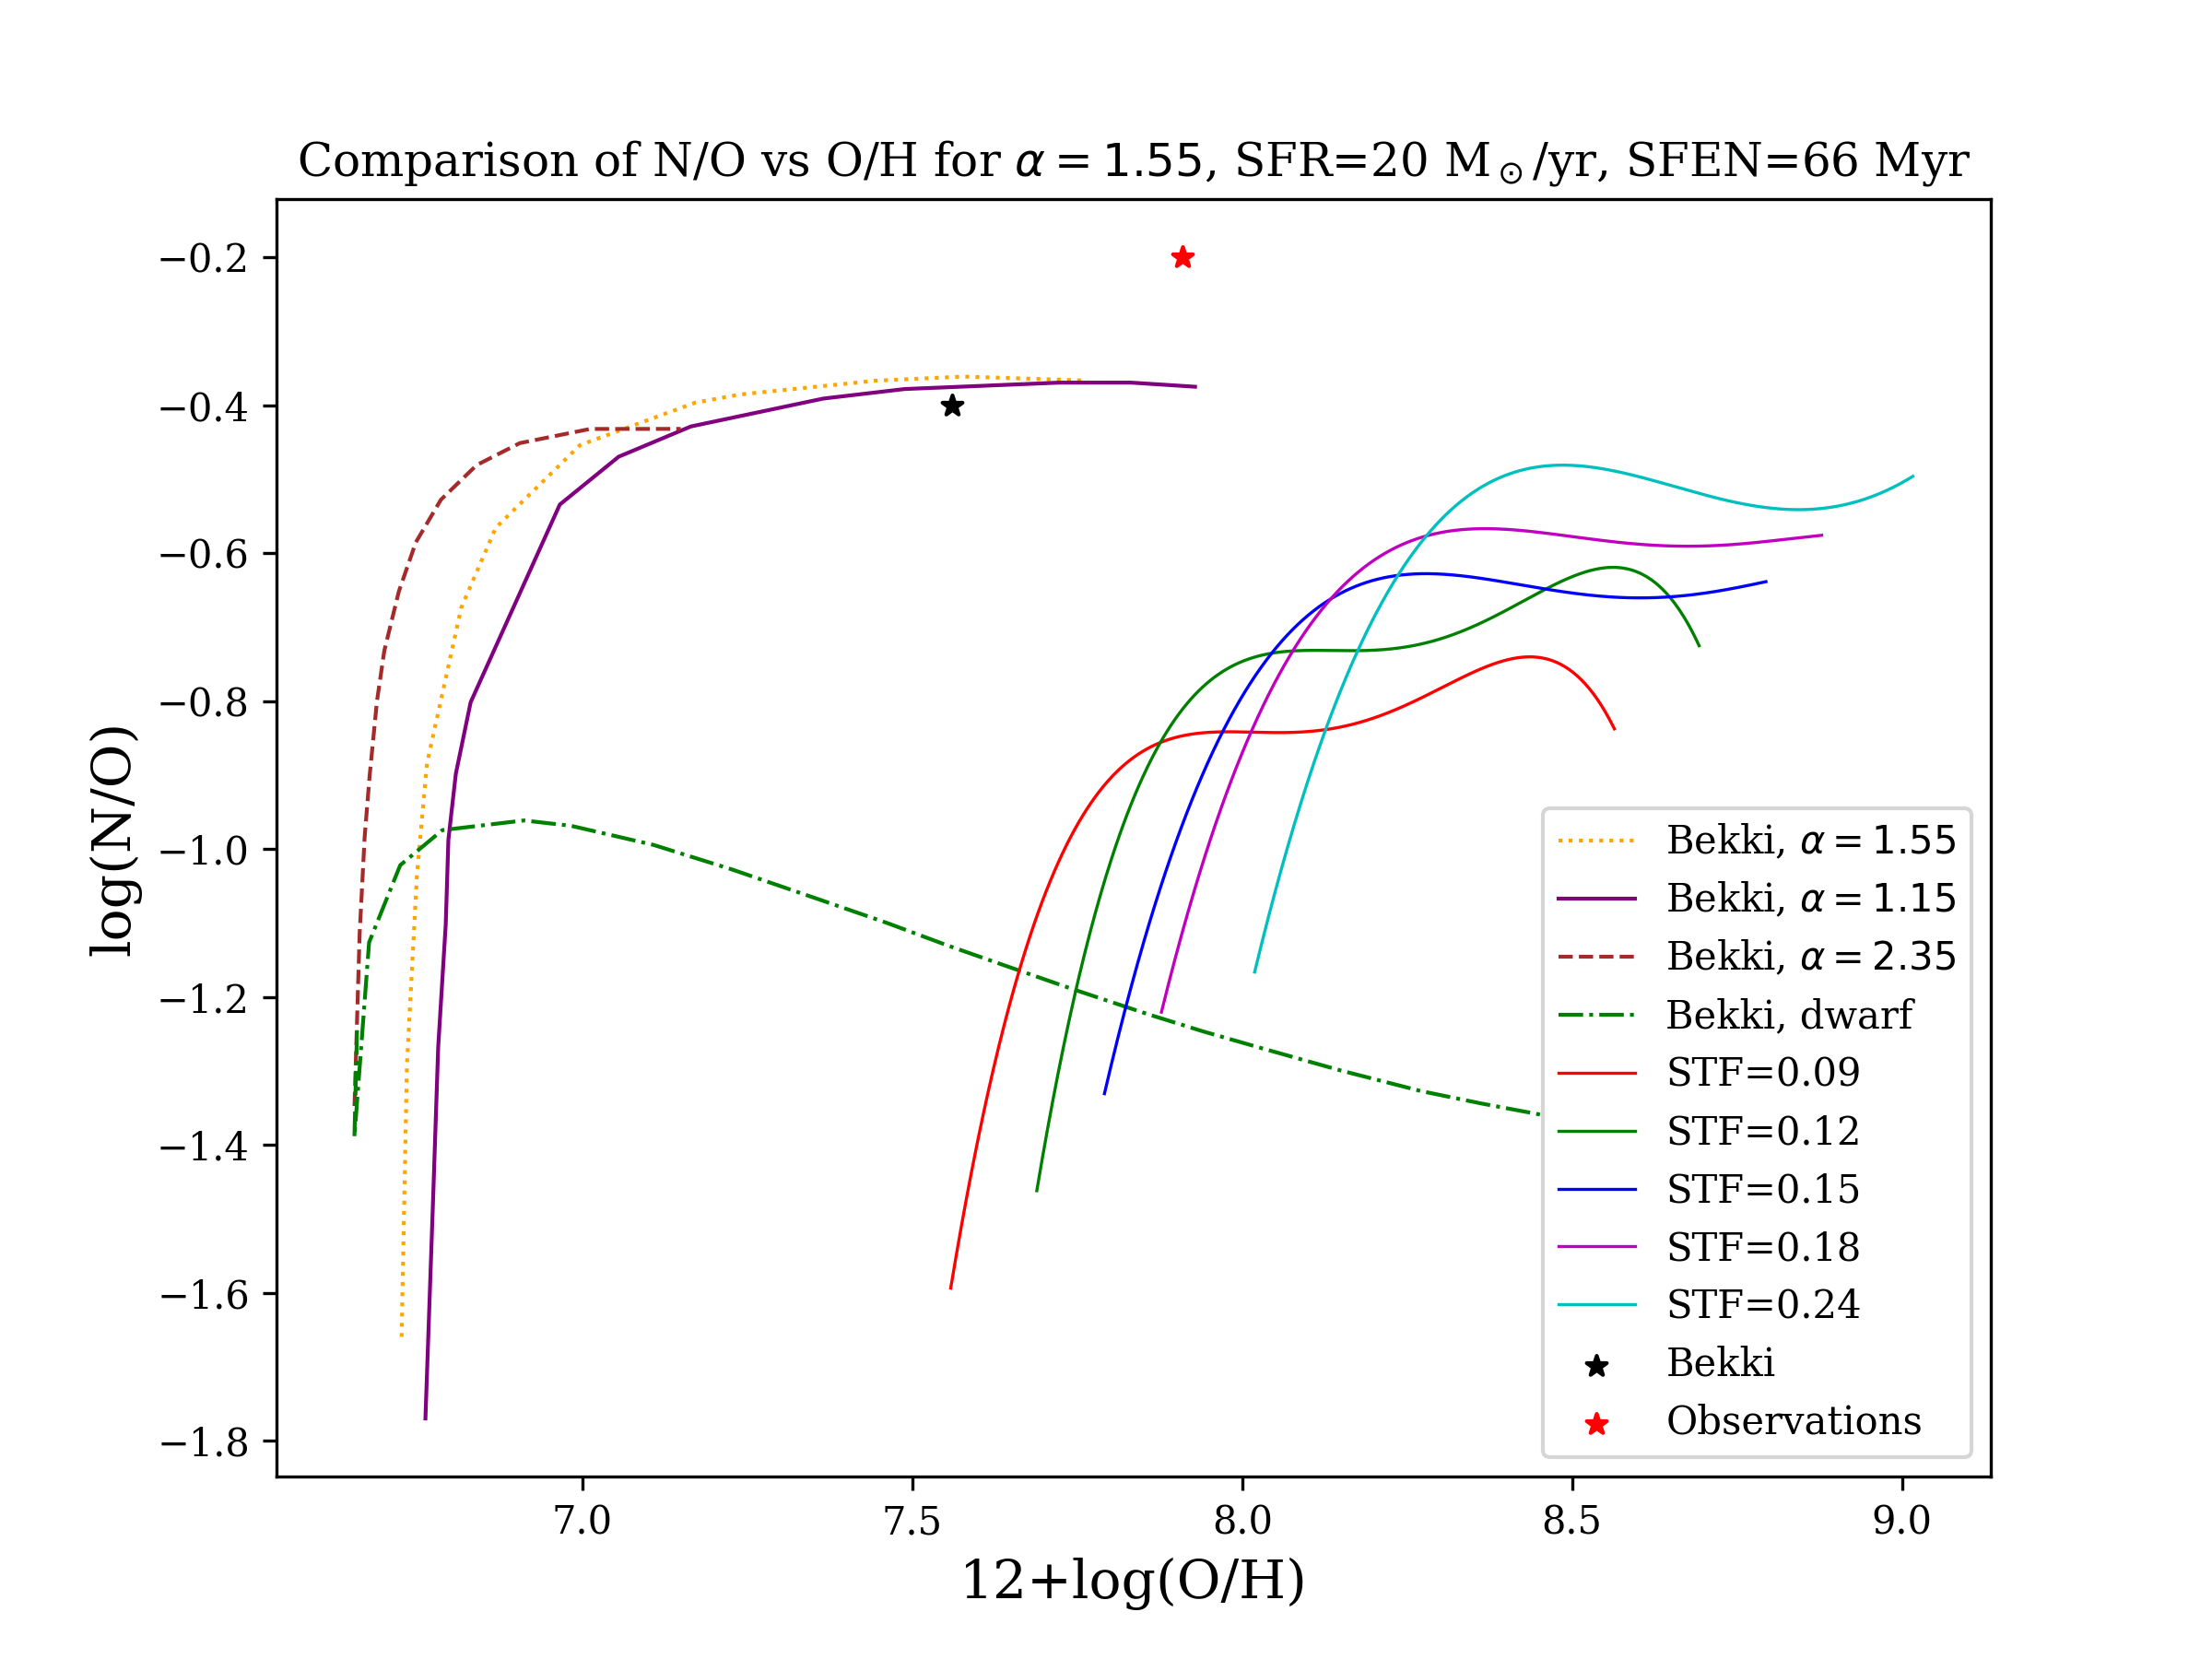 Comparison of N/O vs O/H for α = 1.55, SFR=20 M⊙/yr, SFEN=66 Myr
log(N/O)
−0.2
−0.4
−0.6
−0.8
−1.0
−1.2
−1.4
−1.6
−1.8
Bekki, α = 1.55
Bekki, α = 1.15
Bekki, α = 2.35
Bekki, dwarf
STF=0.09
STF=0.12
STF=0.15
STF=0.18
STF=0.24
Bekki
Observations
7.0 7.5 8.0 8.5 9.0
12+log(O/H)